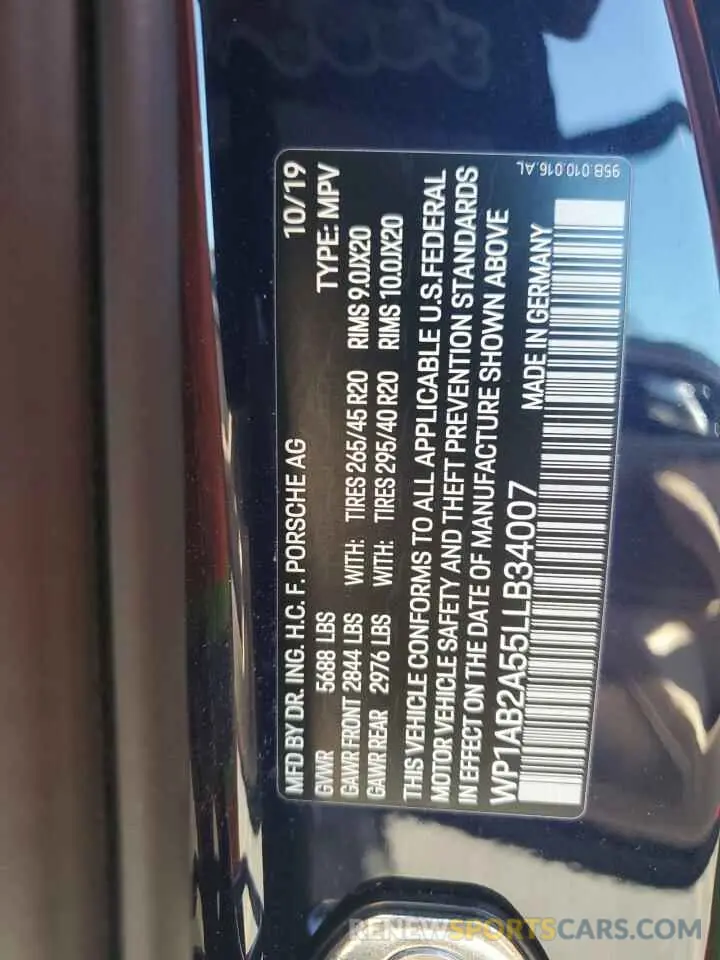 MFD BY DR. ING. H.C. F. PORSCHE AG 10/19
GVWR 5688 LBS TYPE: MPV
GAWR FRONT 2844 LBS WITH: TIRES 265/45 R20 RIMS 9.0JX20
GAWR REAR 2976 LBS WITH: TIRES 295/40 R20 RIMS 10.0JX20
THIS VEHICLE CONFORMS TO ALL APPLICABLE U.S.FEDERAL
MOTOR VEHICLE SAFETY AND THEFT PREVENTION STANDARDS
IN EFFECT ON THE DATE OF MANUFACTURE SHOWN ABOVE
WP1AB2A55LLB34007 MADE IN GERMANY
95B.010.016.AL
RENEWSPORTSCARS.COM